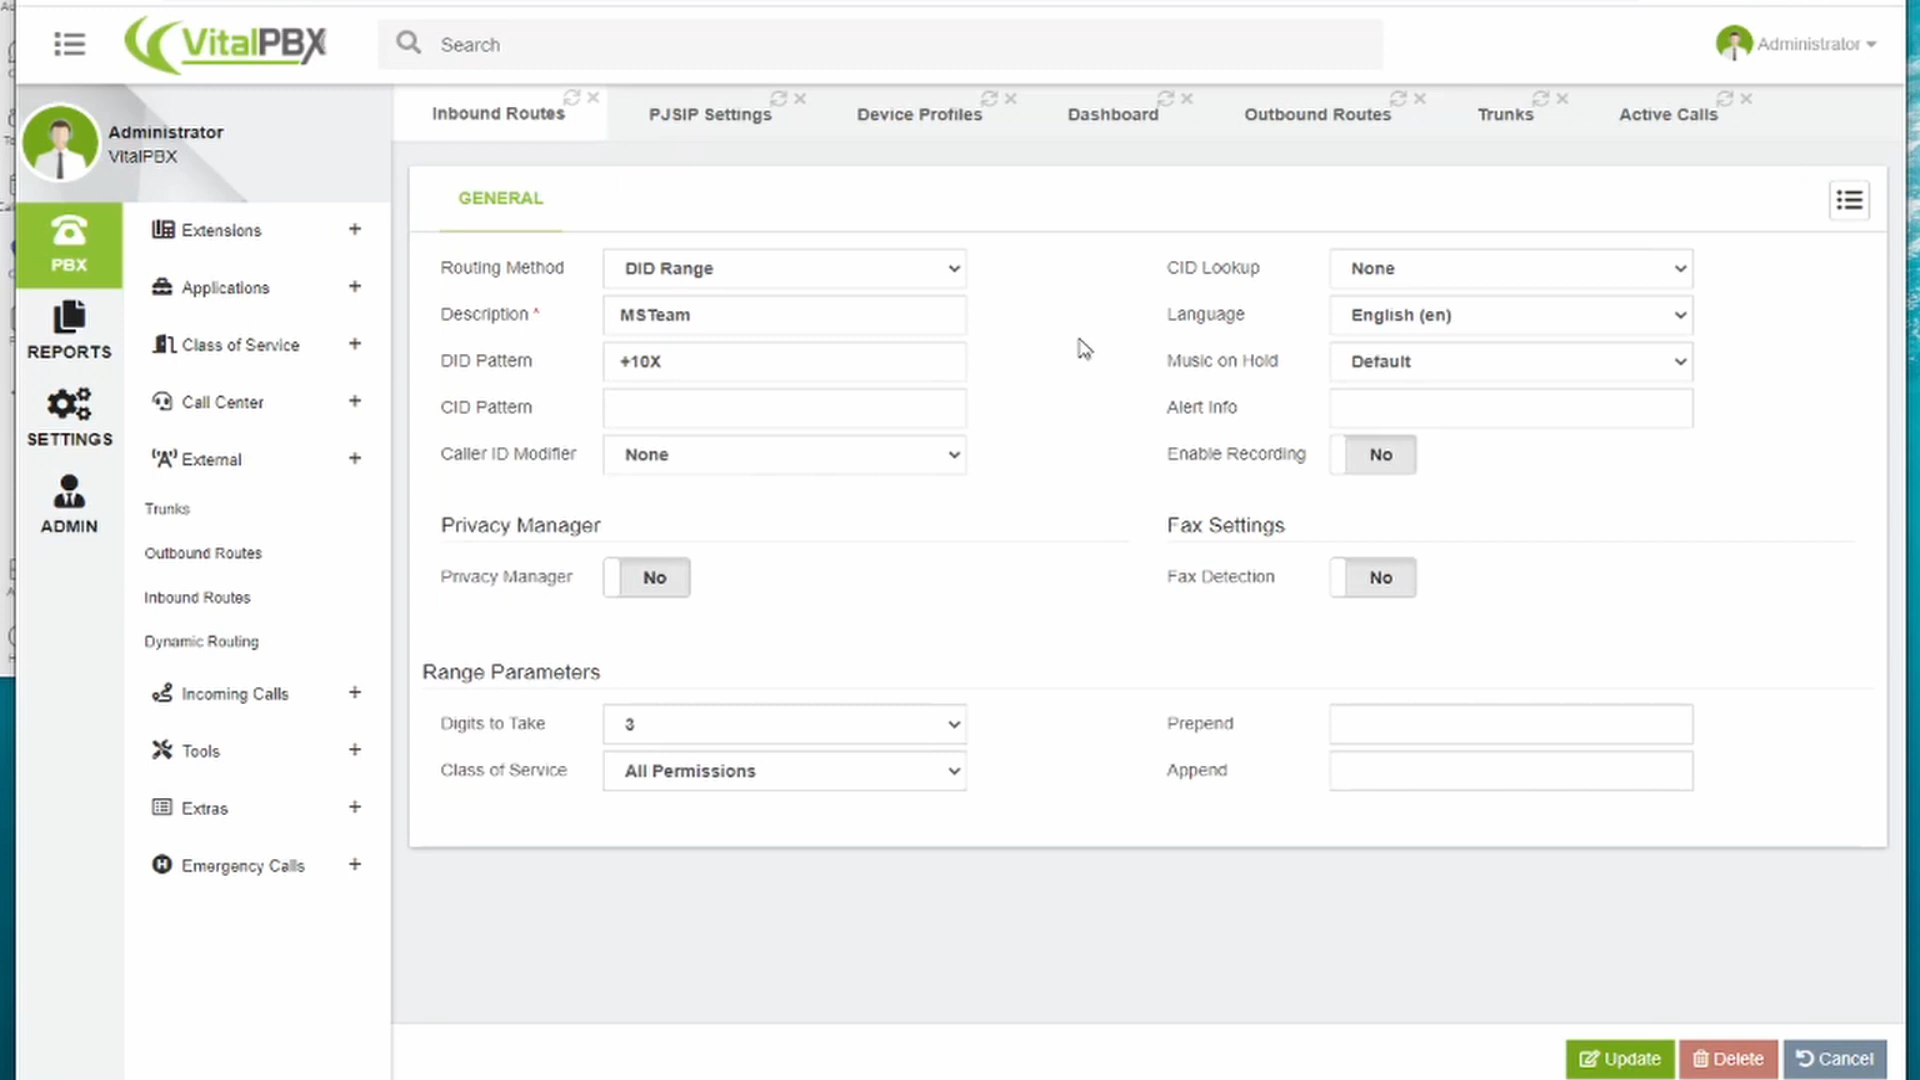 VitalPBX
Search
Administrator
Inbound Routes
PJSIP Settings
Device Profiles
Dashboard
Outbound Routes
Trunks
Active Calls
Administrator
VitalPBX
PBX
REPORTS
SETTINGS
ADMIN
Extensions +
Applications +
Class of Service +
Call Center +
External +
Trunks
Outbound Routes
Inbound Routes
Dynamic Routing
Incoming Calls +
Tools +
Extras +
Emergency Calls +
GENERAL
Routing Method DID Range
Description * MSTeam
DID Pattern +10X
CID Pattern
Caller ID Modifier None
CID Lookup None
Language English (en)
Music on Hold Default
Alert Info
Enable Recording No
Privacy Manager
Privacy Manager No
Fax Settings
Fax Detection No
Range Parameters
Digits to Take 3
Class of Service All Permissions
Prepend
Append
Update
Delete
Cancel